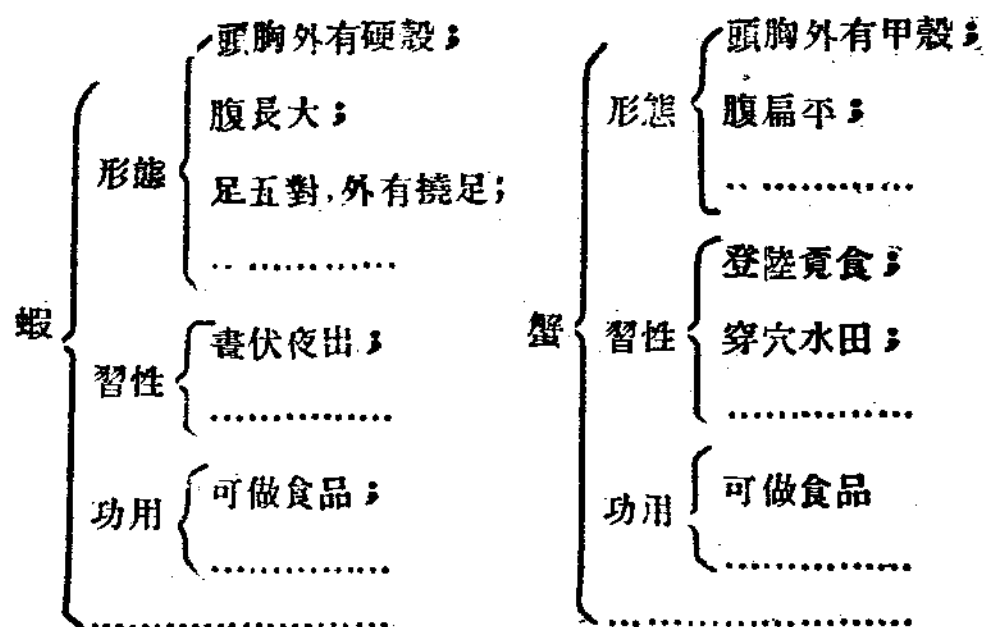 蝦
形態
頭胸外有硬殼；
腹長大；
足五對，外有撓足；
……………
習性
晝伏夜出；
……………
功用
可做食品；
……………
……………………
蟹
形態
頭胸外有甲殼；
腹扁平；
……………
習性
登陸覓食；
穿穴水田；
……………
功用
可做食品
……………
……………………